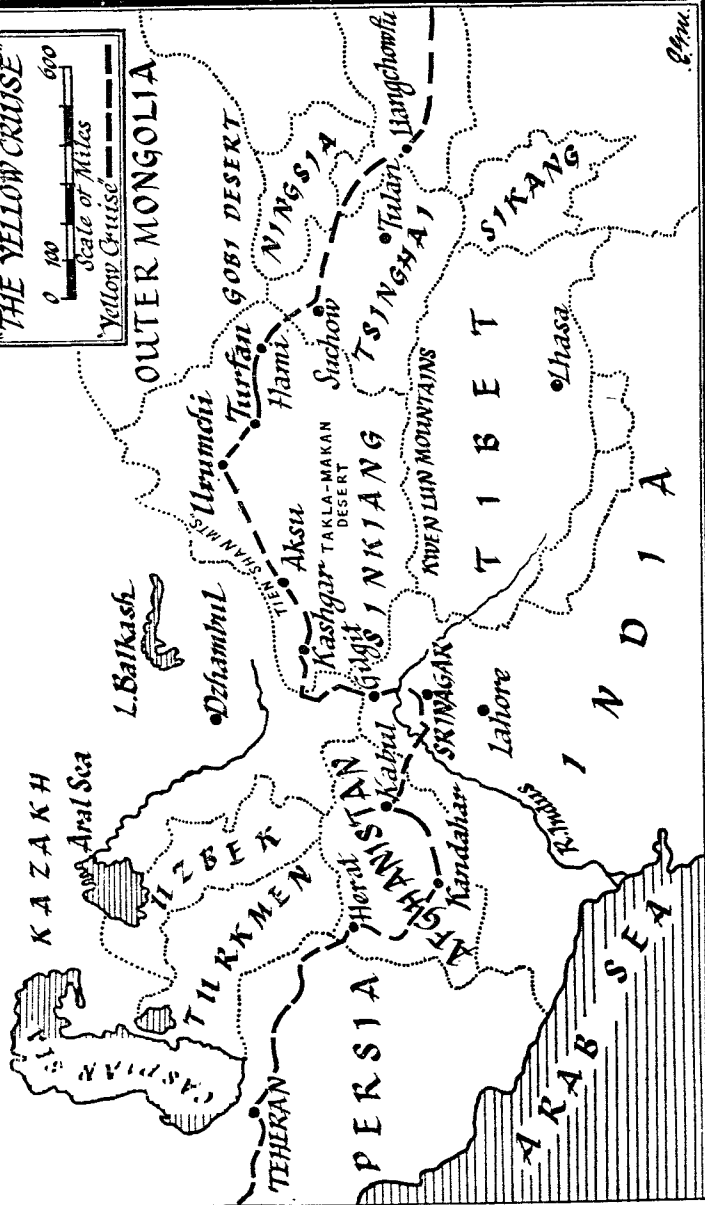 "THE YELLOW CRUISE"
0 100 600
Scale of Miles
"Yellow Cruise"
KAZAKH
Aral Sea
L. Balkash
OUTER MONGOLIA
CASPIAN SEA
UZBEK
Dzhambul
TURKMEN
TIEN SHAN MTS.
Urumchi
Turfan
Hami
GOBI DESERT
NINGSIA
TEHERAN
Herat
AFGHANISTAN
Kabul
Kandahar
Kashgar
Aksu
TAKLA-MAKAN
DESERT
Suchow
Tulan
Hangchowfu
Gilgit
SINKIANG
TSINGHAI
PERSIA
SRINAGAR
KWEN LUN MOUNTAINS
Lahore
TIBET
SIKANG
R. Indus
Lhasa
INDIA
ARAB SEA